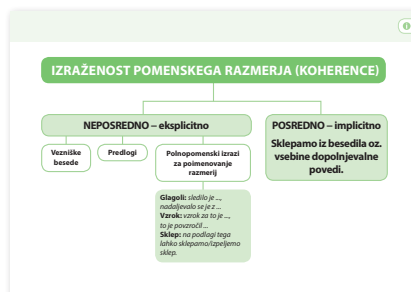 IZRAŽENOST POMENSKEGA RAZMERJA (KOHERENCE)
NEPOSREDNO – eksplicitno
POSREDNO – implicitno
Sklepamo iz besedila oz.
vsebine dopolnjevalne
povedi.
Vezniške
besede
Predlogi
Polnopomenski izrazi
za poimenovanje
razmerij
Glagoli: sledilo je ...,
nadaljevalo se je z ...
Vzrok: vzrok za to je ...,
to je povzročil ...
Sklep: na podlagi tega
lahko sklepamo/izpeljemo
sklep.